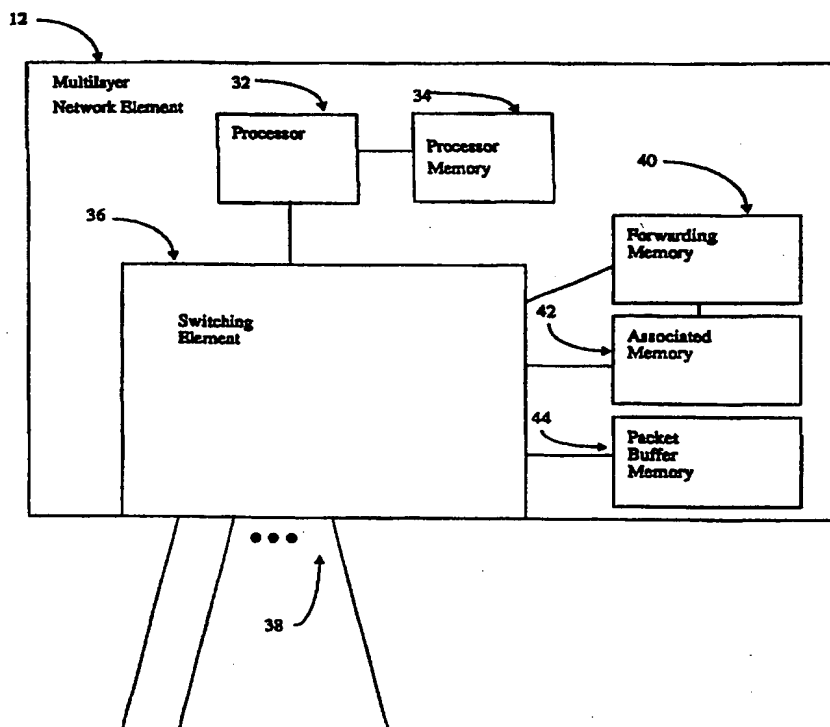 12
Multilayer
Network Element
32
Processor
34
Processor
Memory
40
36
Forwarding
Memory
Switching
Element
42
Associated
Memory
44
Packet
Buffer
Memory
•••
38